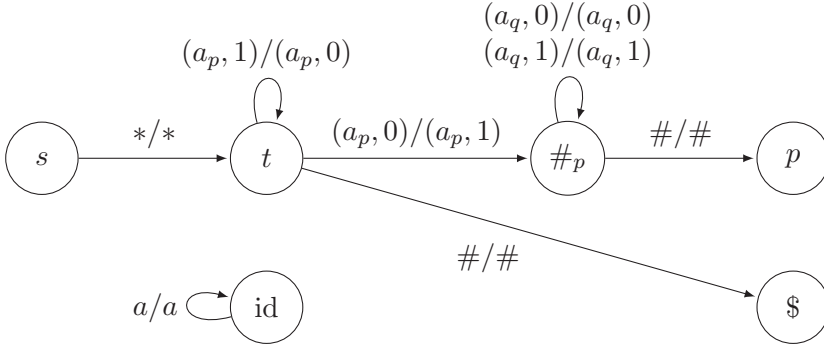 (a_q, 0)/(a_q, 0)
(a_p, 1)/(a_p, 0) (a_q, 1)/(a_q, 1)
s ∗/∗ t (a_p, 0)/(a_p, 1) #_p #/# p
#/#
a/a id $